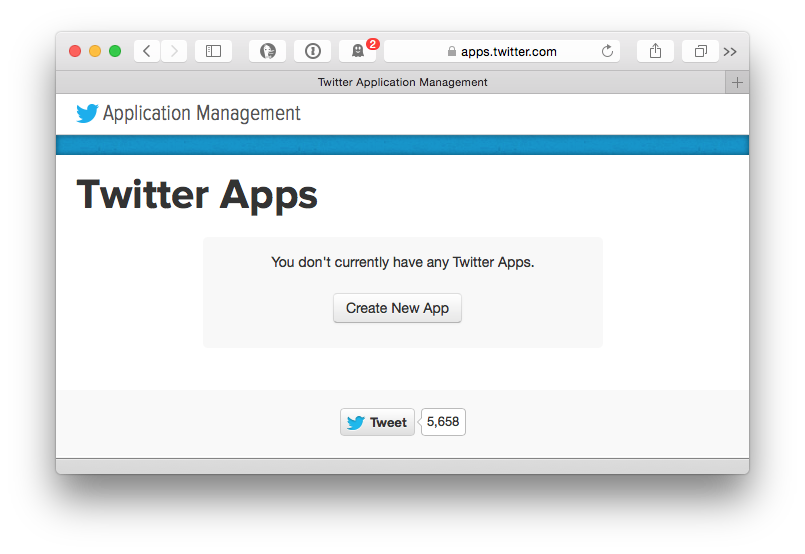 2
apps.twitter.com
Twitter Application Management
Application Management
Twitter Apps
You don't currently have any Twitter Apps.
Create New App
Tweet 5,658